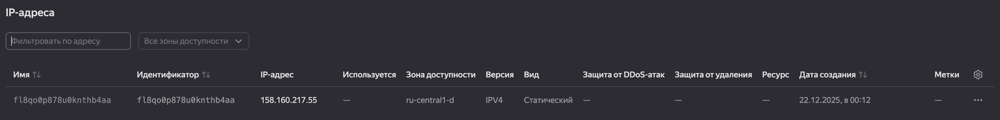 IP-адреса
Фильтровать по адресу Все зоны доступности
Имя Идентификатор IP-адрес Используется Зона доступности Версия Вид Защита от DDoS-атак Защита от удаления Ресурс Дата создания Метки
fl8qo0p878u0knthb4aa fl8qo0p878u0knthb4aa 158.160.217.55 — ru-central1-d IPV4 Статический — — — 22.12.2025, в 00:12 —